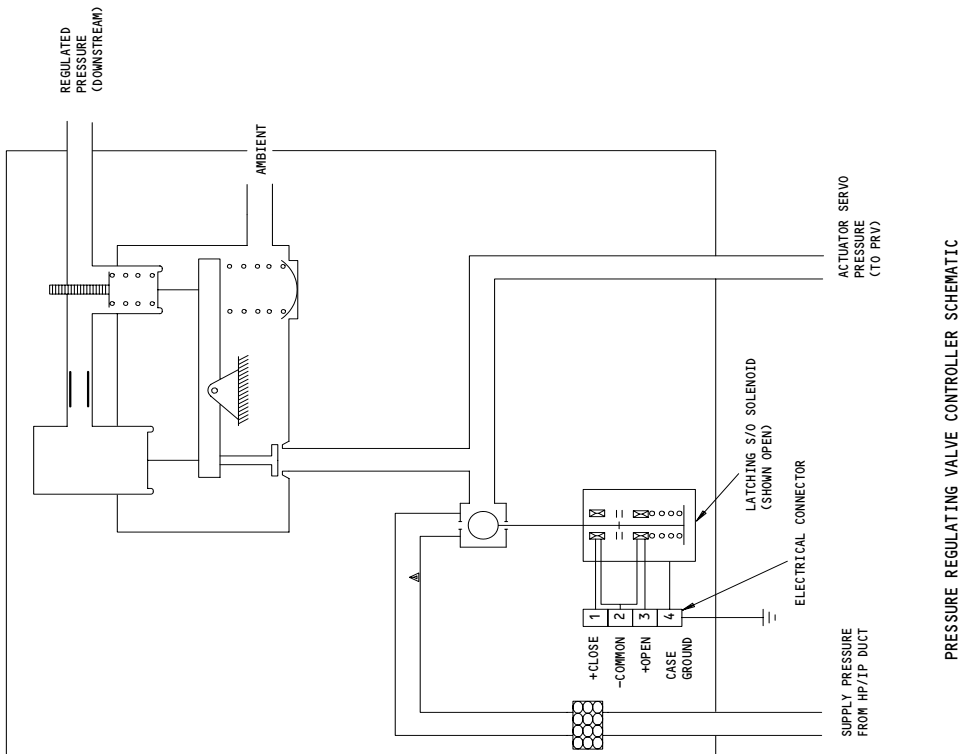 REGULATED
PRESSURE
(DOWNSTREAM)
AMBIENT
ACTUATOR SERVO
PRESSURE
(TO PRV)
LATCHING S/O SOLENOID
(SHOWN OPEN)
ELECTRICAL CONNECTOR
1
2
3
4
+CLOSE
-COMMON
+OPEN
CASE
GROUND
SUPPLY PRESSURE
FROM HP/IP DUCT
PRESSURE REGULATING VALVE CONTROLLER SCHEMATIC